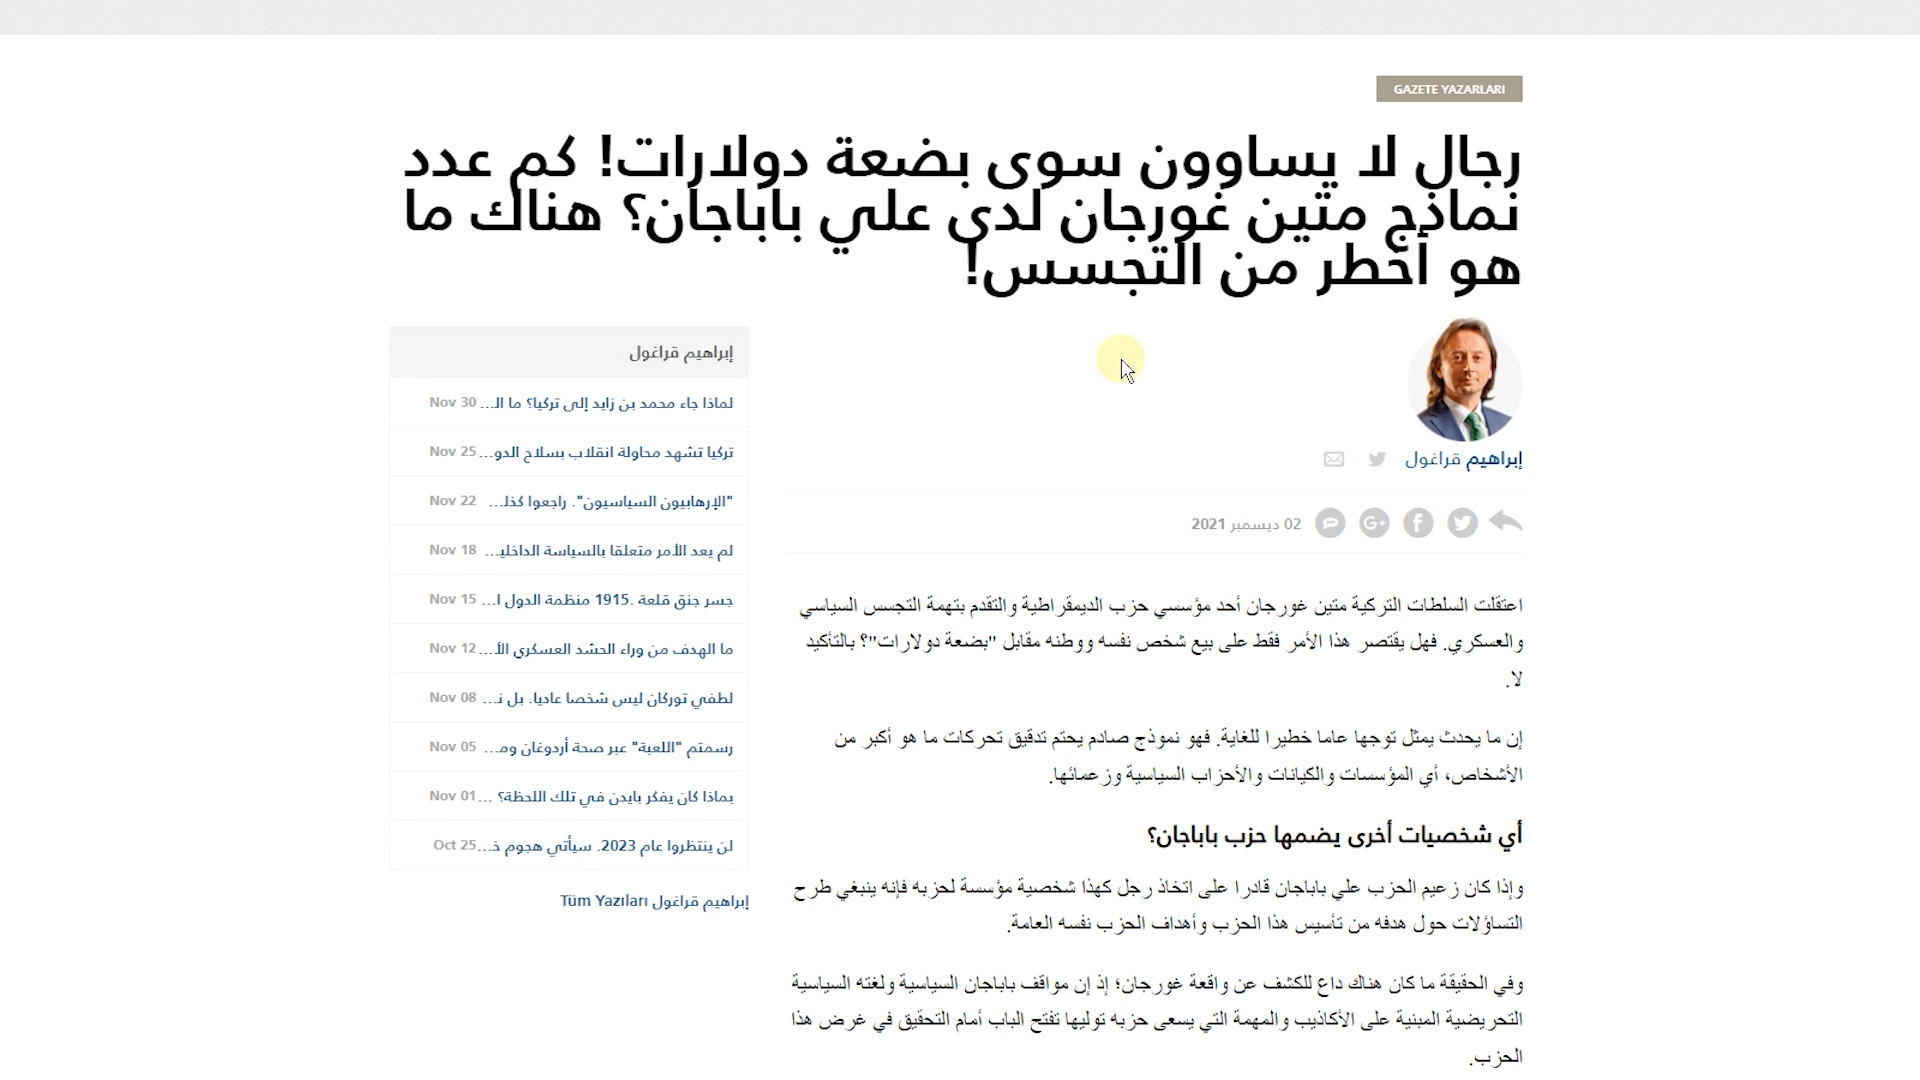 GAZETE YAZARLARI
رجال لا يساوون سوى بضعة دولارات! كم عدد
نماذج متين غورجان لدى علي باباجان؟ هناك ما
هو أخطر من التجسس!
إبراهيم قراغول
02 ديسمبر 2021
اعتقلت السلطات التركية متين غورجان أحد مؤسسي حزب الديمقراطية والتقدم بتهمة التجسس السياسي
والعسكري. فهل يقتصر هذا الأمر فقط على بيع شخص نفسه ووطنه مقابل "بضعة دولارات"؟ بالتأكيد
لا.
إن ما يحدث يمثل توجها عاما خطيرا للغاية. فهو نموذج صادم يحتم تدقيق تحركات ما هو أكبر من
الأشخاص، أي المؤسسات والكيانات والأحزاب السياسية وزعمائها.
أي شخصيات أخرى يضمها حزب باباجان؟
وإذا كان زعيم الحزب علي باباجان قادرا على اتخاذ رجل كهذا شخصية مؤسسة لحزبه فإنه ينبغي طرح
التساؤلات حول هدفه من تأسيس هذا الحزب وأهداف الحزب نفسه العامة.
وفي الحقيقة ما كان هناك داع للكشف عن واقعة غورجان؛ إذ إن مواقف باباجان السياسية ولغته السياسية
التحريضية المبنية على الأكاذيب والمهمة التي يسعى حزبه توليها تفتح الباب أمام التحقيق في غرض هذا
الحزب.
إبراهيم قراغول
لماذا جاء محمد بن زايد إلى تركيا؟ ما الـ... Nov 30
تركيا تشهد محاولة انقلاب بسلاح الدو... Nov 25
"الإرهابيون السياسيون". راجعوا كذلـ... Nov 22
لم يعد الأمر متعلقا بالسياسة الداخليـ... Nov 18
جسر جنق قلعة .1915 منظمة الدول ا... Nov 15
ما الهدف من وراء الحشد العسكري الأ... Nov 12
لطفي توركان ليس شخصا عاديا. بل نـ... Nov 08
رسمتم "اللعبة" عبر صحة أردوغان ومـ... Nov 05
بماذا كان يفكر بايدن في تلك اللحظة؟ ... Nov 01
لن ينتظروا عام 2023. سيأتي هجوم خـ... Oct 25
إبراهيم قراغول Tüm Yazıları